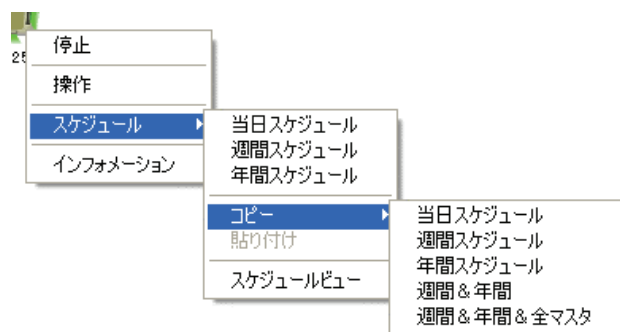 25
停止
操作
スケジュール
インフォメーション
当日スケジュール
週間スケジュール
年間スケジュール
コピー
貼り付け
スケジュールビュー
当日スケジュール
週間スケジュール
年間スケジュール
週間&年間
週間&年間&全マスタ